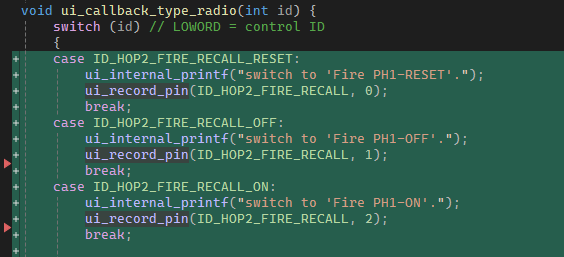 void ui_callback_type_radio(int id) {
switch (id) // LOWORD = control ID
{
+ case ID_HOP2_FIRE_RECALL_RESET:
+ ui_internal_printf("switch to 'Fire PH1-RESET'.");
+ ui_record_pin(ID_HOP2_FIRE_RECALL, 0);
+ break;
+ case ID_HOP2_FIRE_RECALL_OFF:
+ ui_internal_printf("switch to 'Fire PH1-OFF'.");
+ ui_record_pin(ID_HOP2_FIRE_RECALL, 1);
+ break;
+ case ID_HOP2_FIRE_RECALL_ON:
+ ui_internal_printf("switch to 'Fire PH1-ON'.");
+ ui_record_pin(ID_HOP2_FIRE_RECALL, 2);
+ break;
+